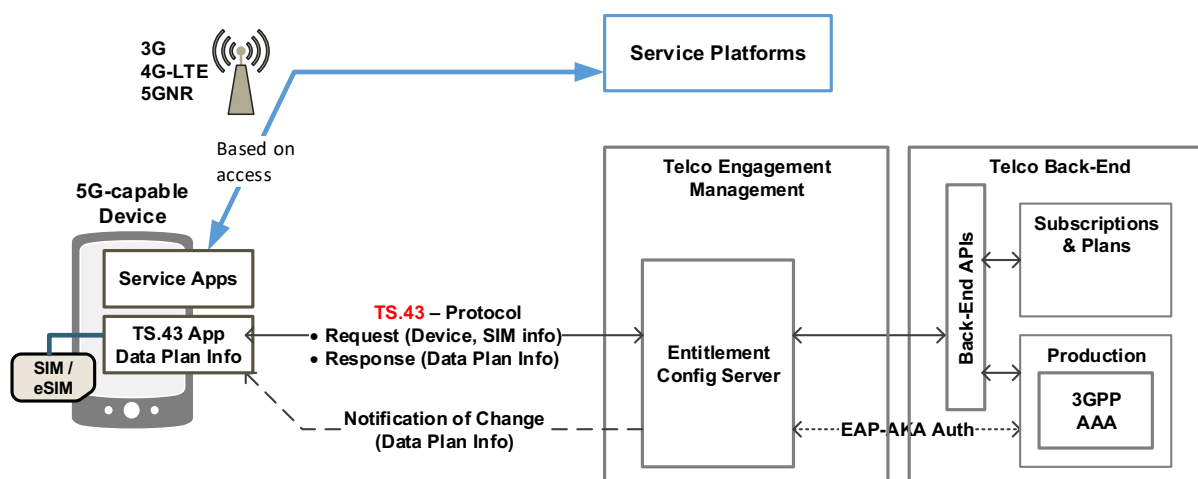 3G
4G-LTE
5GNR
Service Platforms
Based on
access
5G-capable
Device
Service Apps
TS.43 App
Data Plan Info
SIM /
eSIM
TS.43 – Protocol
• Request (Device, SIM info)
• Response (Data Plan Info)
Notification of Change
(Data Plan Info)
Telco Engagement
Management
Entitlement
Config Server
EAP-AKA Auth
Telco Back-End
Back-End APIs
Subscriptions
& Plans
Production
3GPP
AAA